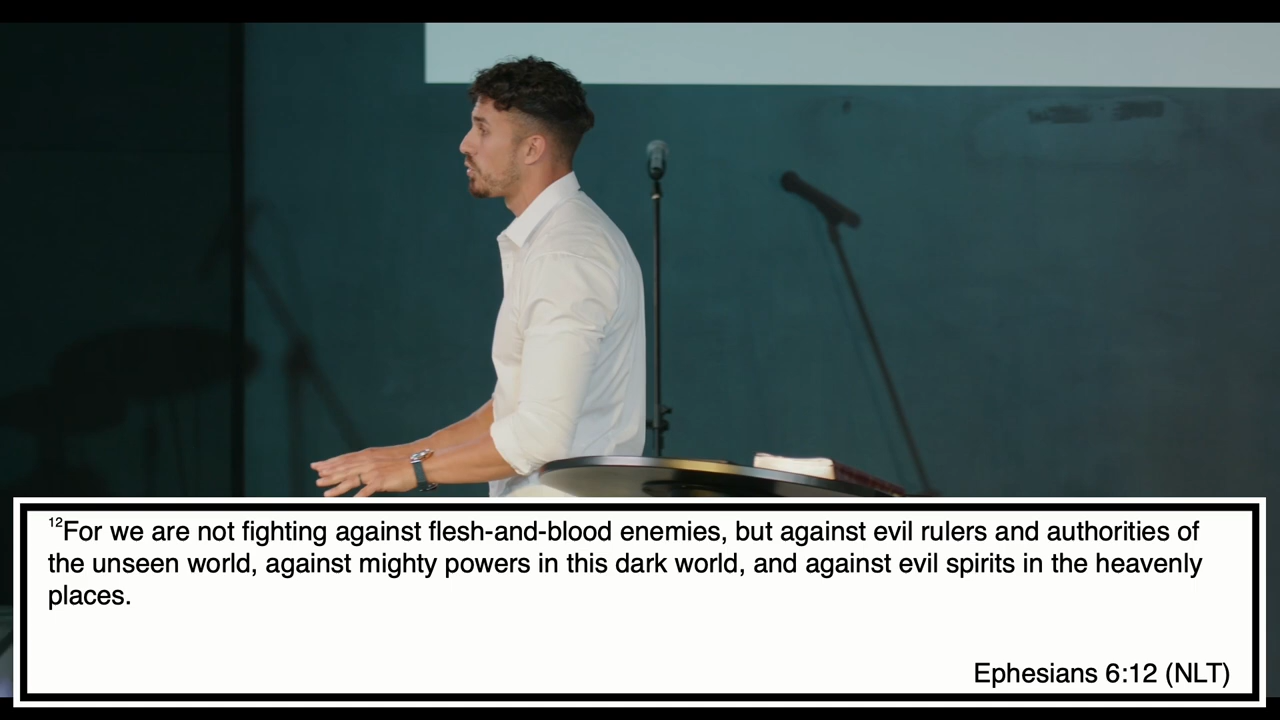 ¹²For we are not fighting against flesh-and-blood enemies, but against evil rulers and authorities of
the unseen world, against mighty powers in this dark world, and against evil spirits in the heavenly
places.
Ephesians 6:12 (NLT)